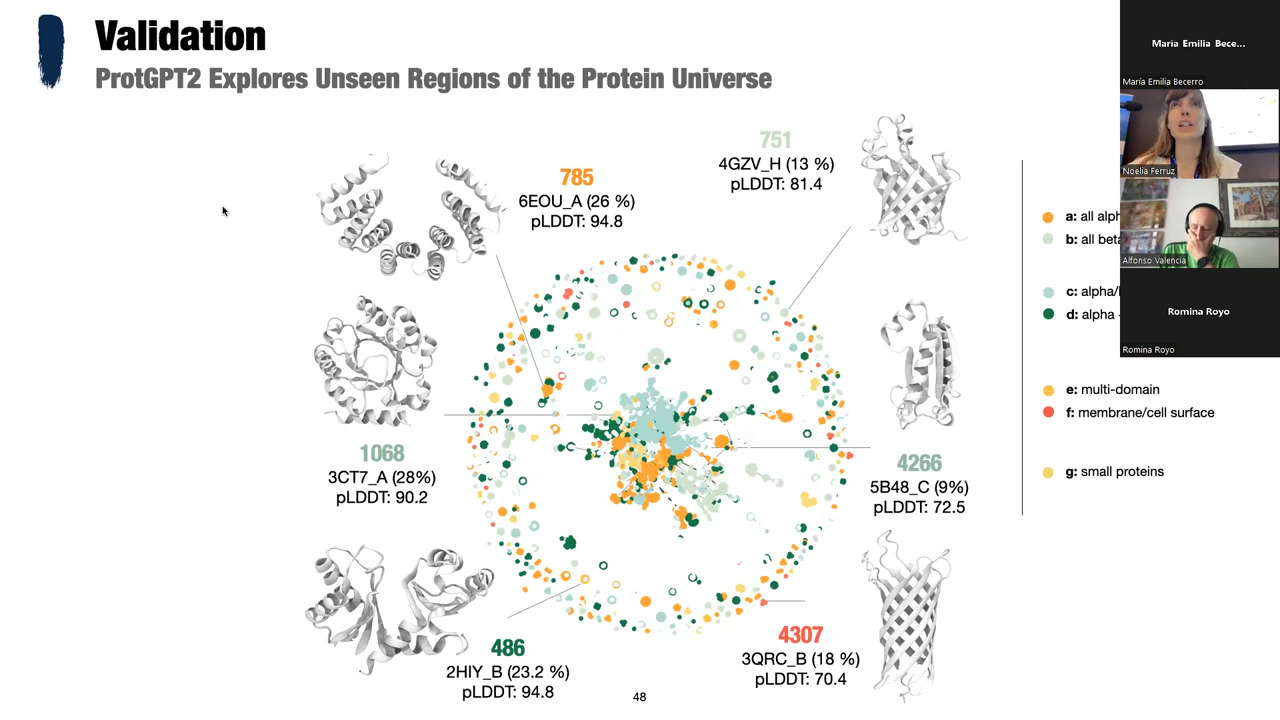 Validation
ProtGPT2 Explores Unseen Regions of the Protein Universe
785
6EOU_A (26 %)
pLDDT: 94.8
751
4GZV_H (13 %)
pLDDT: 81.4
1068
3CT7_A (28%)
pLDDT: 90.2
4266
5B48_C (9%)
pLDDT: 72.5
486
2HIY_B (23.2 %)
pLDDT: 94.8
4307
3QRC_B (18 %)
pLDDT: 70.4
48
a: all alph
b: all beta
c: alpha/
d: alpha
e: multi-domain
f: membrane/cell surface
g: small proteins
María Emilia Bece...
María Emilia Becerro
Noelia Ferruz
Alfonso Valencia
Romina Royo
Romina Royo